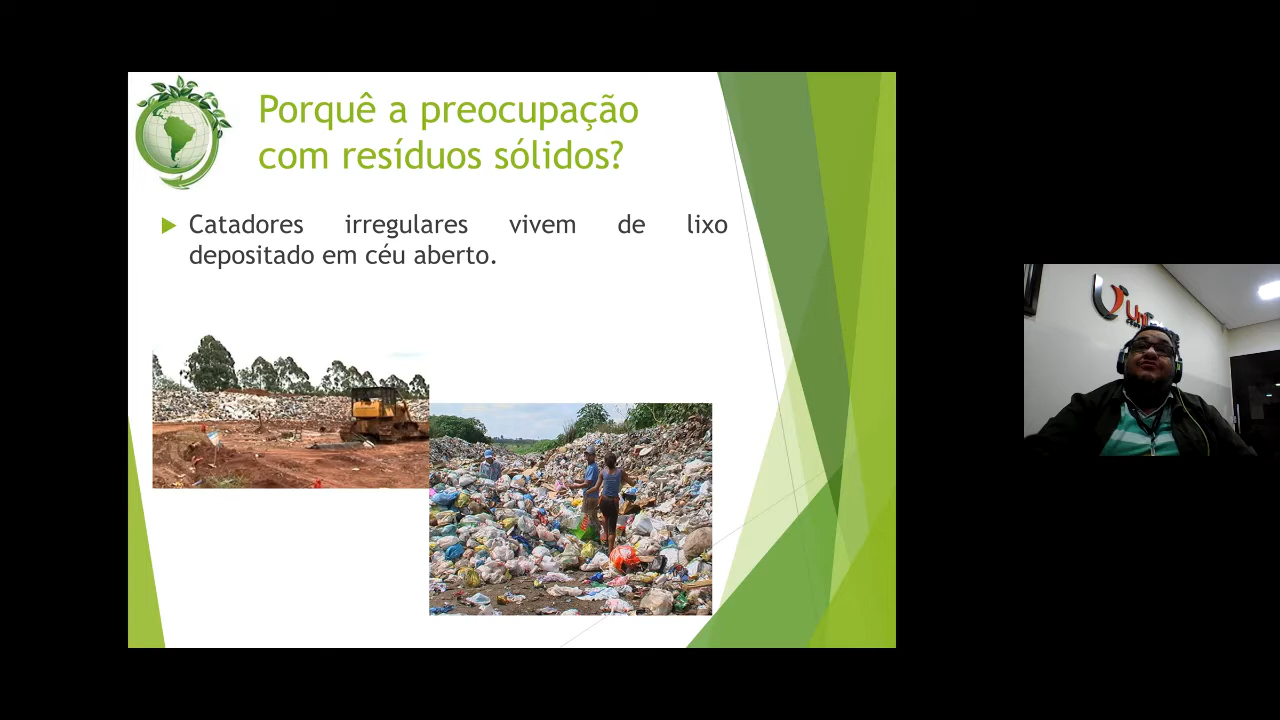 Porquê a preocupação
com resíduos sólidos?
Catadores irregulares vivem de lixo
depositado em céu aberto.